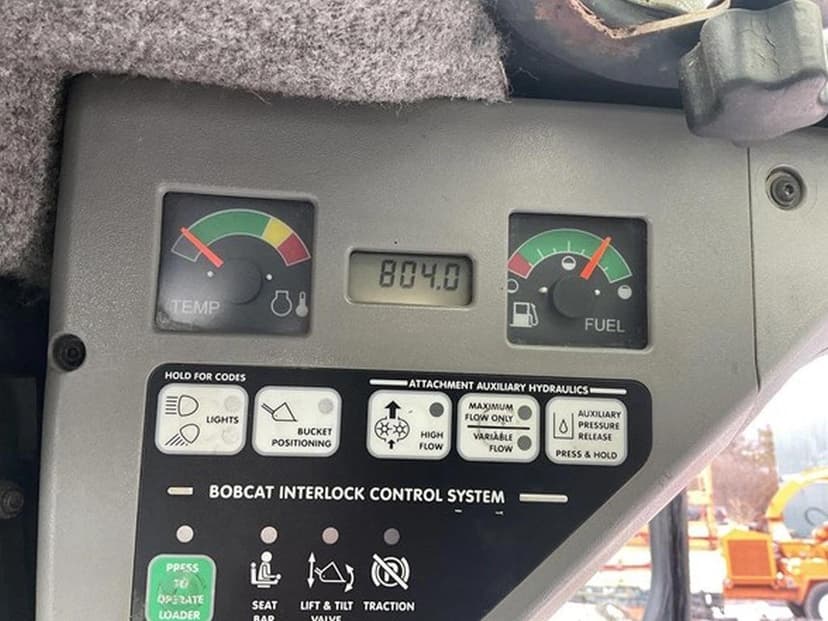 804.0
TEMP
FUEL
HOLD FOR CODES
ATTACHMENT AUXILIARY HYDRAULICS
LIGHTS
BUCKET
POSITIONING
HIGH
FLOW
MAXIMUM
FLOW ONLY
VARIABLE
FLOW
AUXILIARY
PRESSURE
RELEASE
PRESS & HOLD
BOBCAT INTERLOCK CONTROL SYSTEM
PRESS
TO
OPERATE
LOADER
SEAT
BAR
LIFT & TILT
VALVE
TRACTION